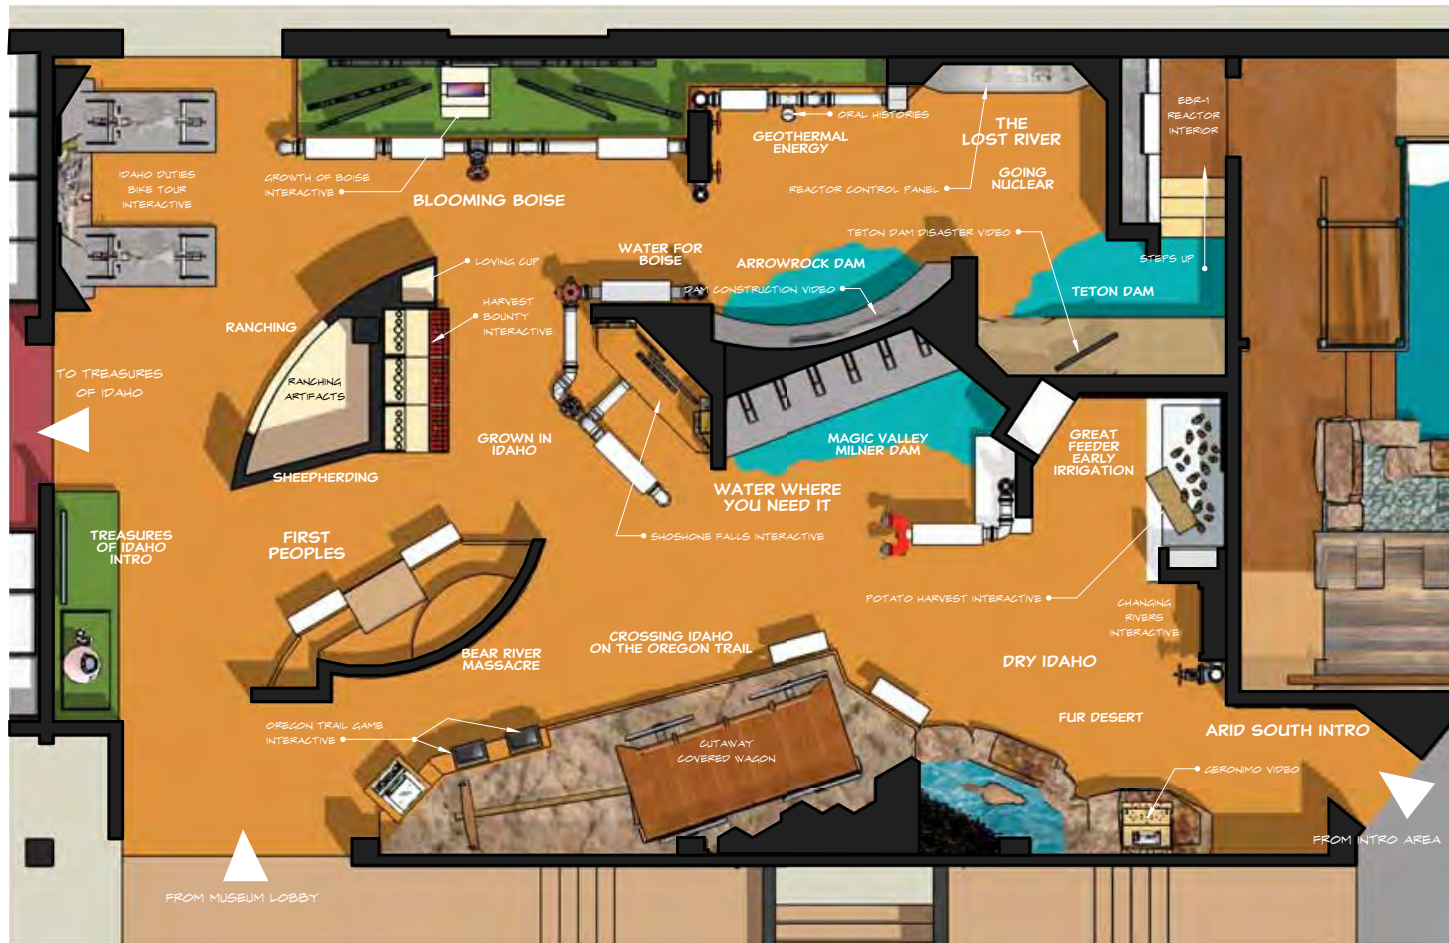 EBR-1
REACTOR
INTERIOR
ORAL HISTORIES
THE
LOST RIVER
GEOTHERMAL
ENERGY
IDAHO DUTIES
BIKE TOUR
INTERACTIVE
GROWTH OF BOISE
INTERACTIVE
GOING
NUCLEAR
REACTOR CONTROL PANEL
BLOOMING BOISE
TETON DAM DISASTER VIDEO
WATER FOR
BOISE
LOVING CUP
ARROWROCK DAM
STEPS UP
DAM CONSTRUCTION VIDEO
TETON DAM
HARVEST
BOUNTY
INTERACTIVE
RANCHING
TO TREASURES
OF IDAHO
RANCHING
ARTIFACTS
GROWN IN
IDAHO
MAGIC VALLEY
MILNER DAM
GREAT
FEEDER
EARLY
IRRIGATION
SHEEPHERDING
WATER WHERE
YOU NEED IT
TREASURES
OF IDAHO
INTRO
FIRST
PEOPLES
SHOSHONE FALLS INTERACTIVE
POTATO HARVEST INTERACTIVE
CHANGING
RIVERS
INTERACTIVE
CROSSING IDAHO
ON THE OREGON TRAIL
BEAR RIVER
MASSACRE
DRY IDAHO
FUR DESERT
OREGON TRAIL GAME
INTERACTIVE
ARID SOUTH INTRO
CUTAWAY
COVERED WAGON
GERONIMO VIDEO
FROM INTRO AREA
FROM MUSEUM LOBBY